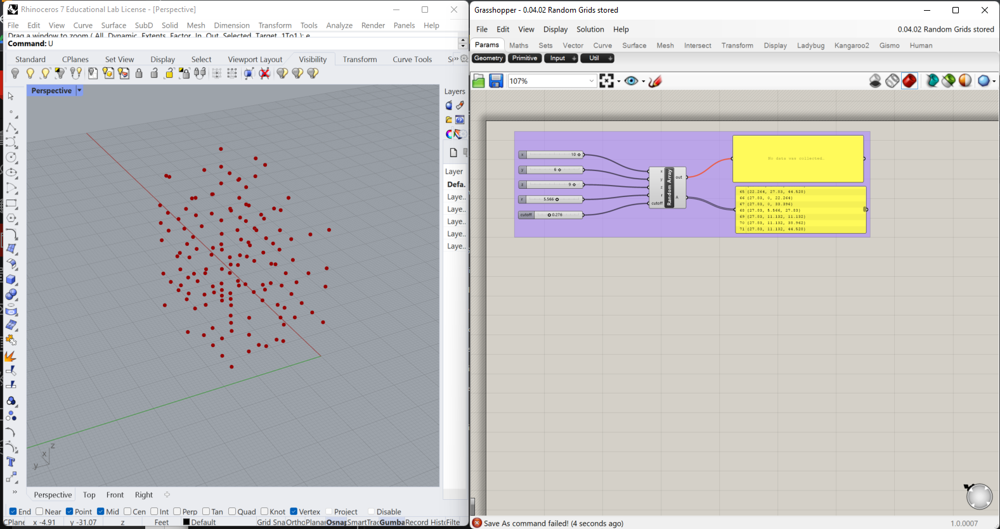 Rhinoceros 7 Educational Lab License - [Perspective]
File Edit View Curve Surface SubD Solid Mesh Dimension Transform Tools Analyze Render Panels Help
Drag a window to zoom ( All Dynamic Extents Factor In Out Selected Target 1To1 ): e
Command: U
Standard CPlanes Set View Display Select Viewport Layout Visibility Transform Curve Tools
Perspective
Layers
Layer
Defa.
Laye..
Laye..
Laye..
Laye..
Laye..
z
x
y
Perspective Top Front Right
End Near Point Mid Cen Int Perp Tan Quad Knot Vertex Project Disable
CPlane x -4.91 y -31.07 z Feet Default Grid Sna Ortho Planar Osnap SmartTrac Gumba Record Histo Filte
Grasshopper - 0.04.02 Random Grids stored
File Edit View Display Solution Help 0.04.02 Random Grids stored
Params Maths Sets Vector Curve Surface Mesh Intersect Transform Display Ladybug Kangaroo2 Gismo Human
Geometry Primitive Input Util
107%
x 10
y 6
z 9
r 5.566
cutoff 0.276
x
y
z
r
cutoff
Random Array
out
A
No data was collected.
65 {22.264, 27.83, 44.528}
66 {27.83, 0, 22.264}
67 {27.83, 0, 33.396}
68 {27.83, 5.566, 27.83}
69 {27.83, 11.132, 11.132}
70 {27.83, 11.132, 38.962}
71 {27.83, 11.132, 44.528}
Save As command failed! (4 seconds ago) 1.0.0007